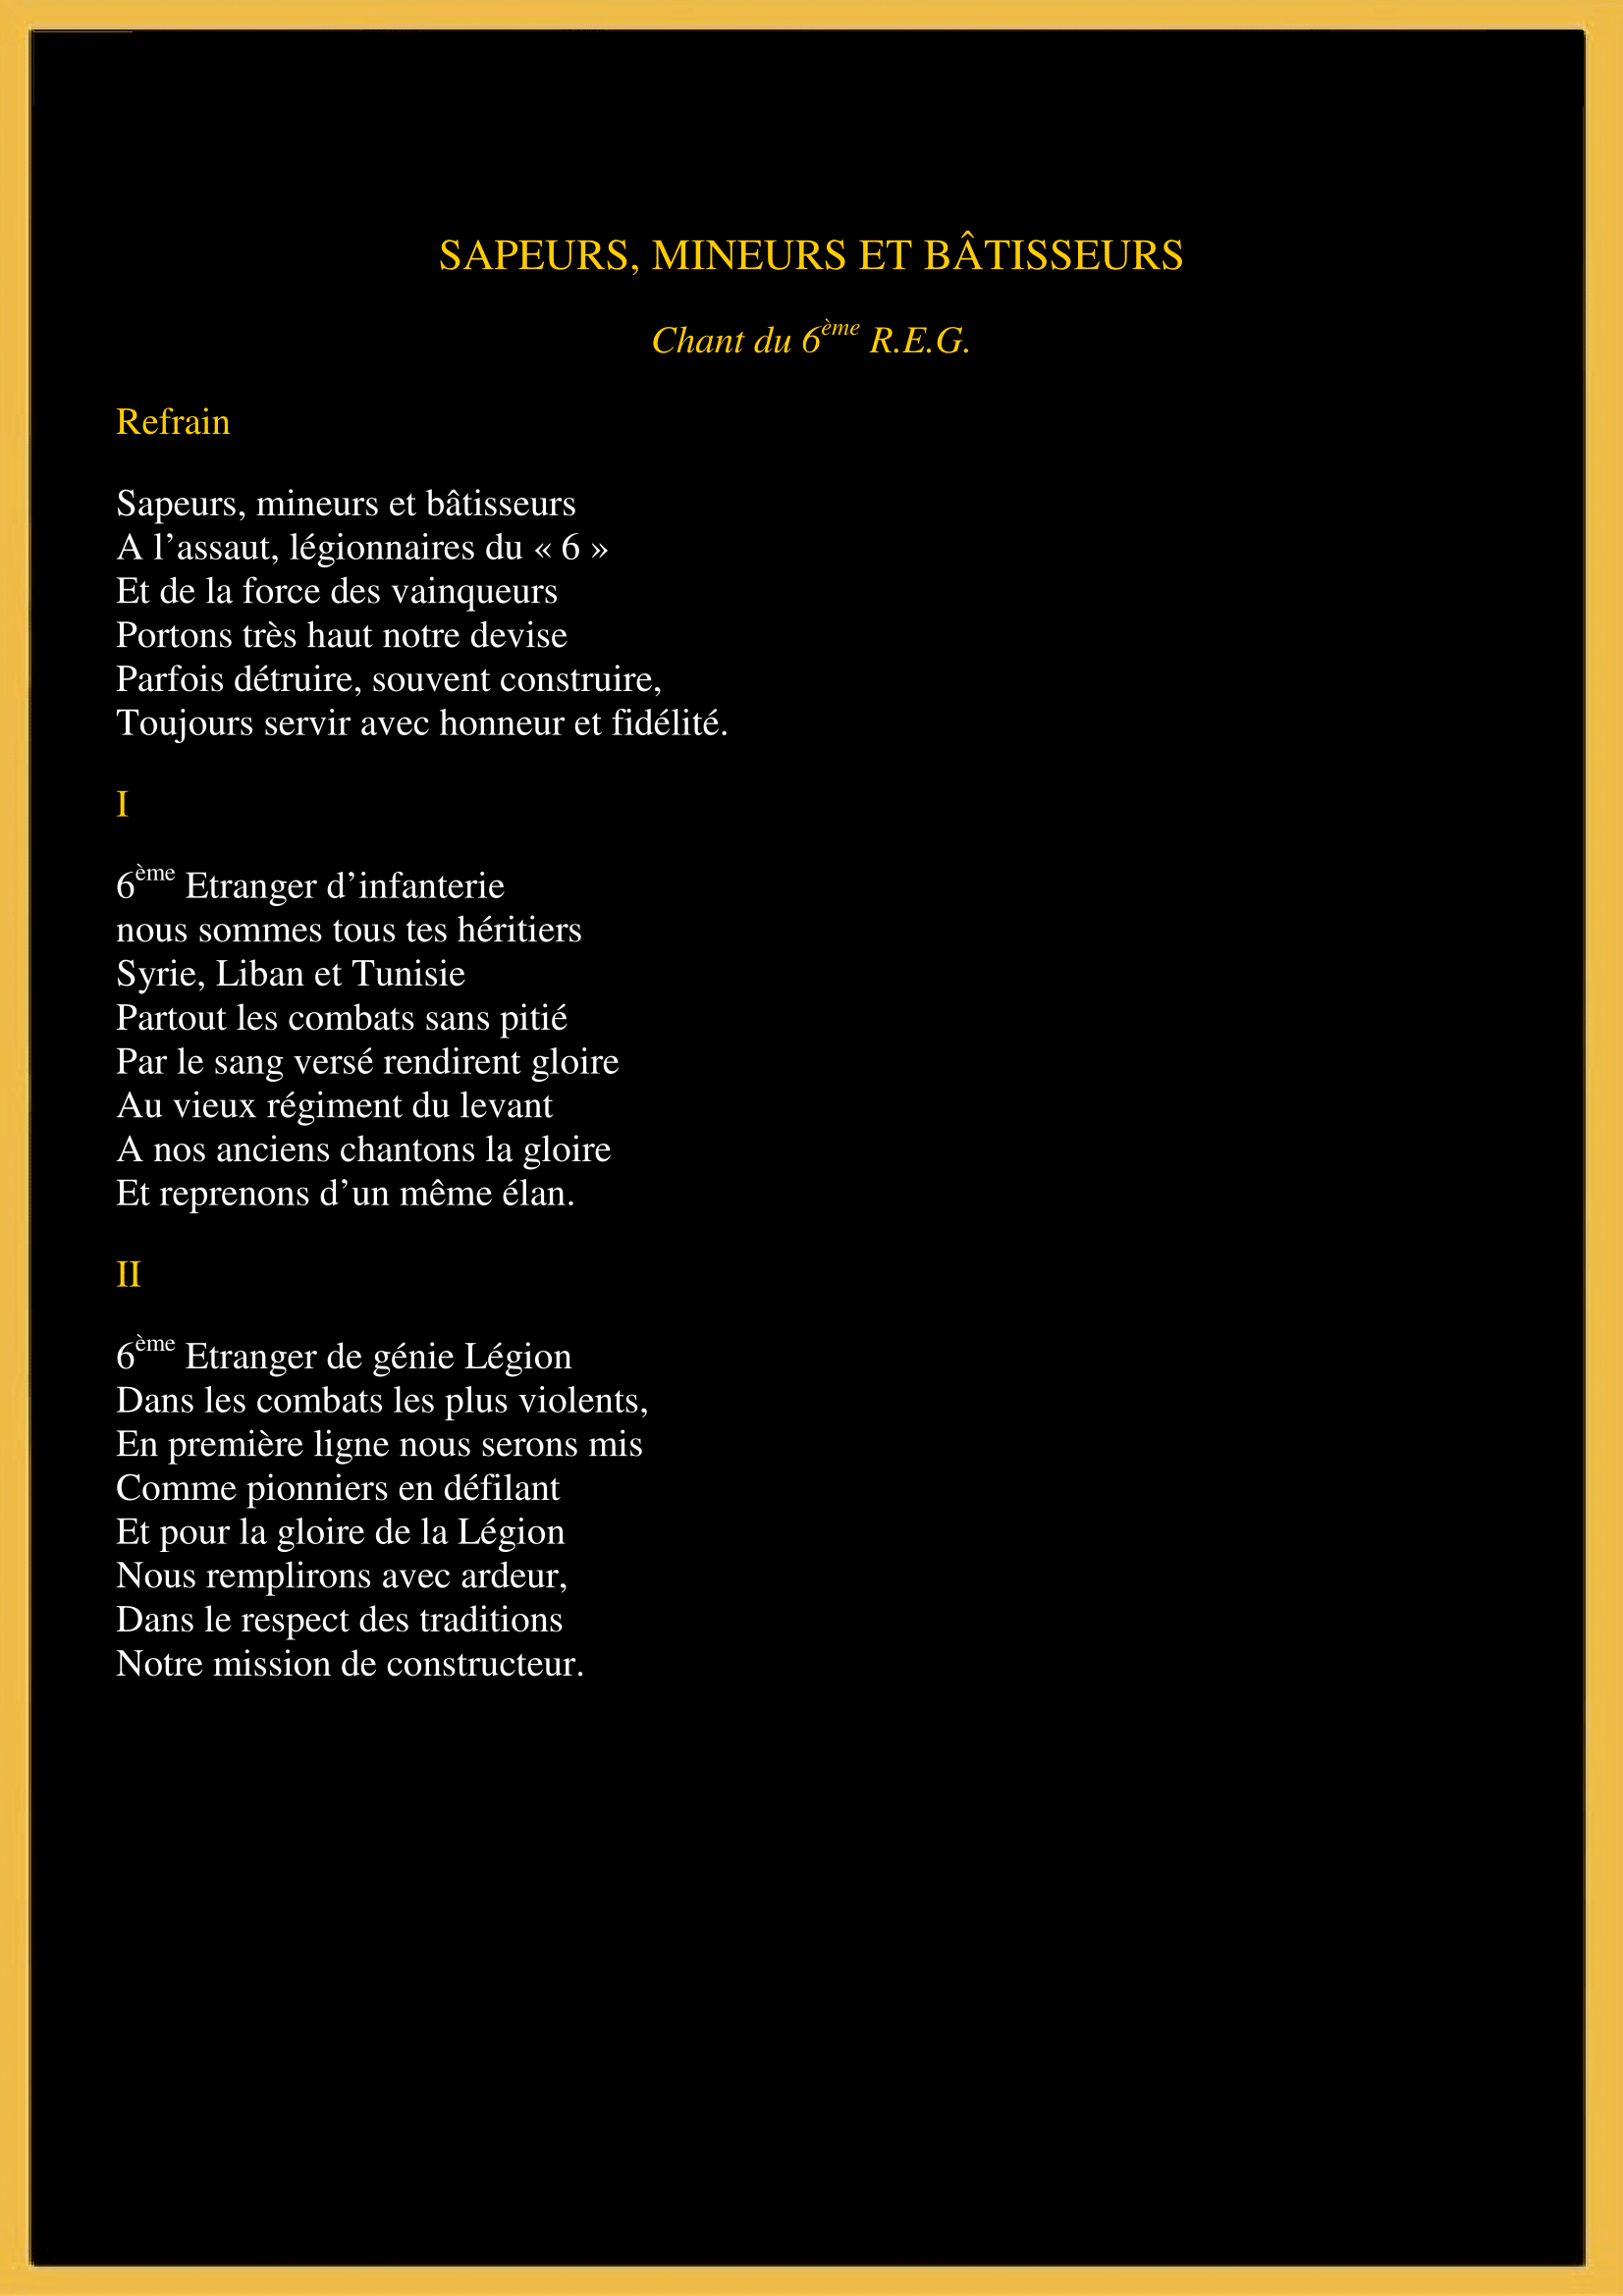 SAPEURS, MINEURS ET BÂTISSEURS
Chant du 6ème R.E.G.
Refrain
Sapeurs, mineurs et bâtisseurs
A l’assaut, légionnaires du « 6 »
Et de la force des vainqueurs
Portons très haut notre devise
Parfois détruire, souvent construire,
Toujours servir avec honneur et fidélité.
I
6ème Etranger d’infanterie
nous sommes tous tes héritiers
Syrie, Liban et Tunisie
Partout les combats sans pitié
Par le sang versé rendirent gloire
Au vieux régiment du levant
A nos anciens chantons la gloire
Et reprenons d’un même élan.
II
6ème Etranger de génie Légion
Dans les combats les plus violents,
En première ligne nous serons mis
Comme pionniers en défilant
Et pour la gloire de la Légion
Nous remplirons avec ardeur,
Dans le respect des traditions
Notre mission de constructeur.